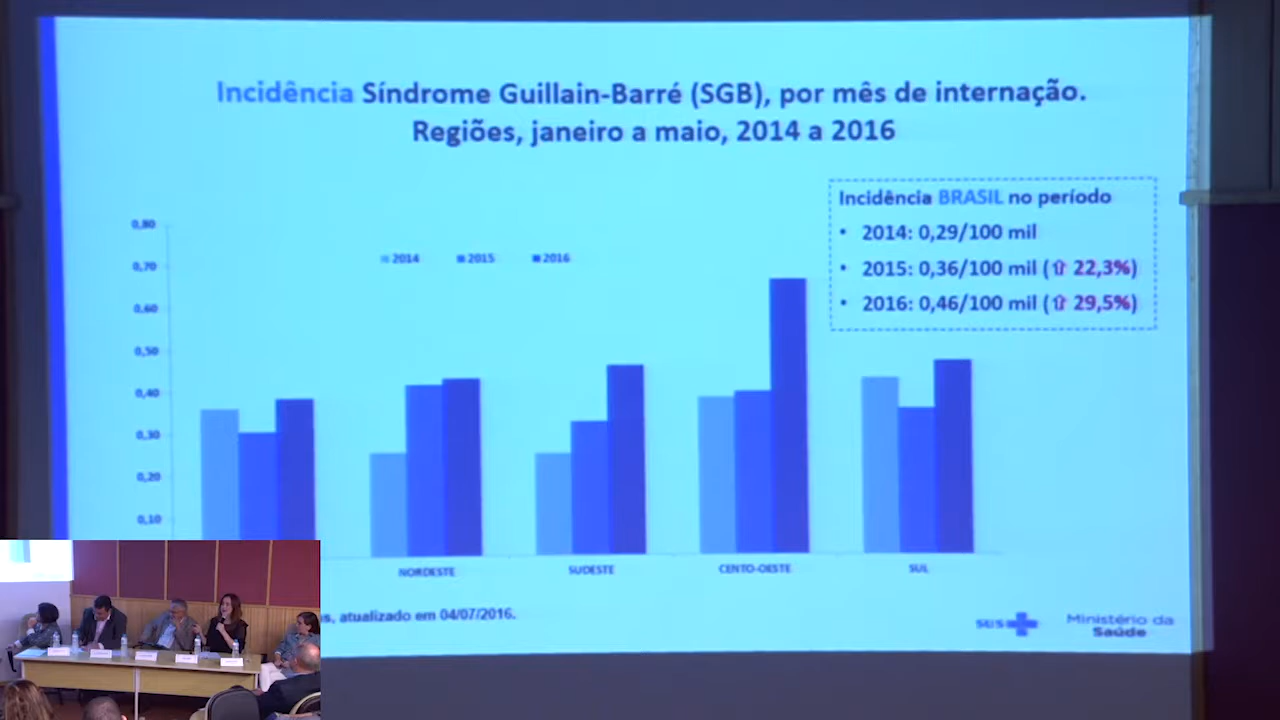 Incidência Síndrome Guillain-Barré (SGB), por mês de internação.
Regiões, janeiro a maio, 2014 a 2016
Incidência BRASIL no período
• 2014: 0,29/100 mil
• 2015: 0,36/100 mil (⇧ 22,3%)
• 2016: 0,46/100 mil (⇧ 29,5%)
2014 2015 2016
0,80
0,70
0,60
0,50
0,40
0,30
0,20
0,10
NORDESTE SUDESTE CENTO-OESTE SUL
s, atualizado em 04/07/2016.
SUS
Ministério da
Saúde